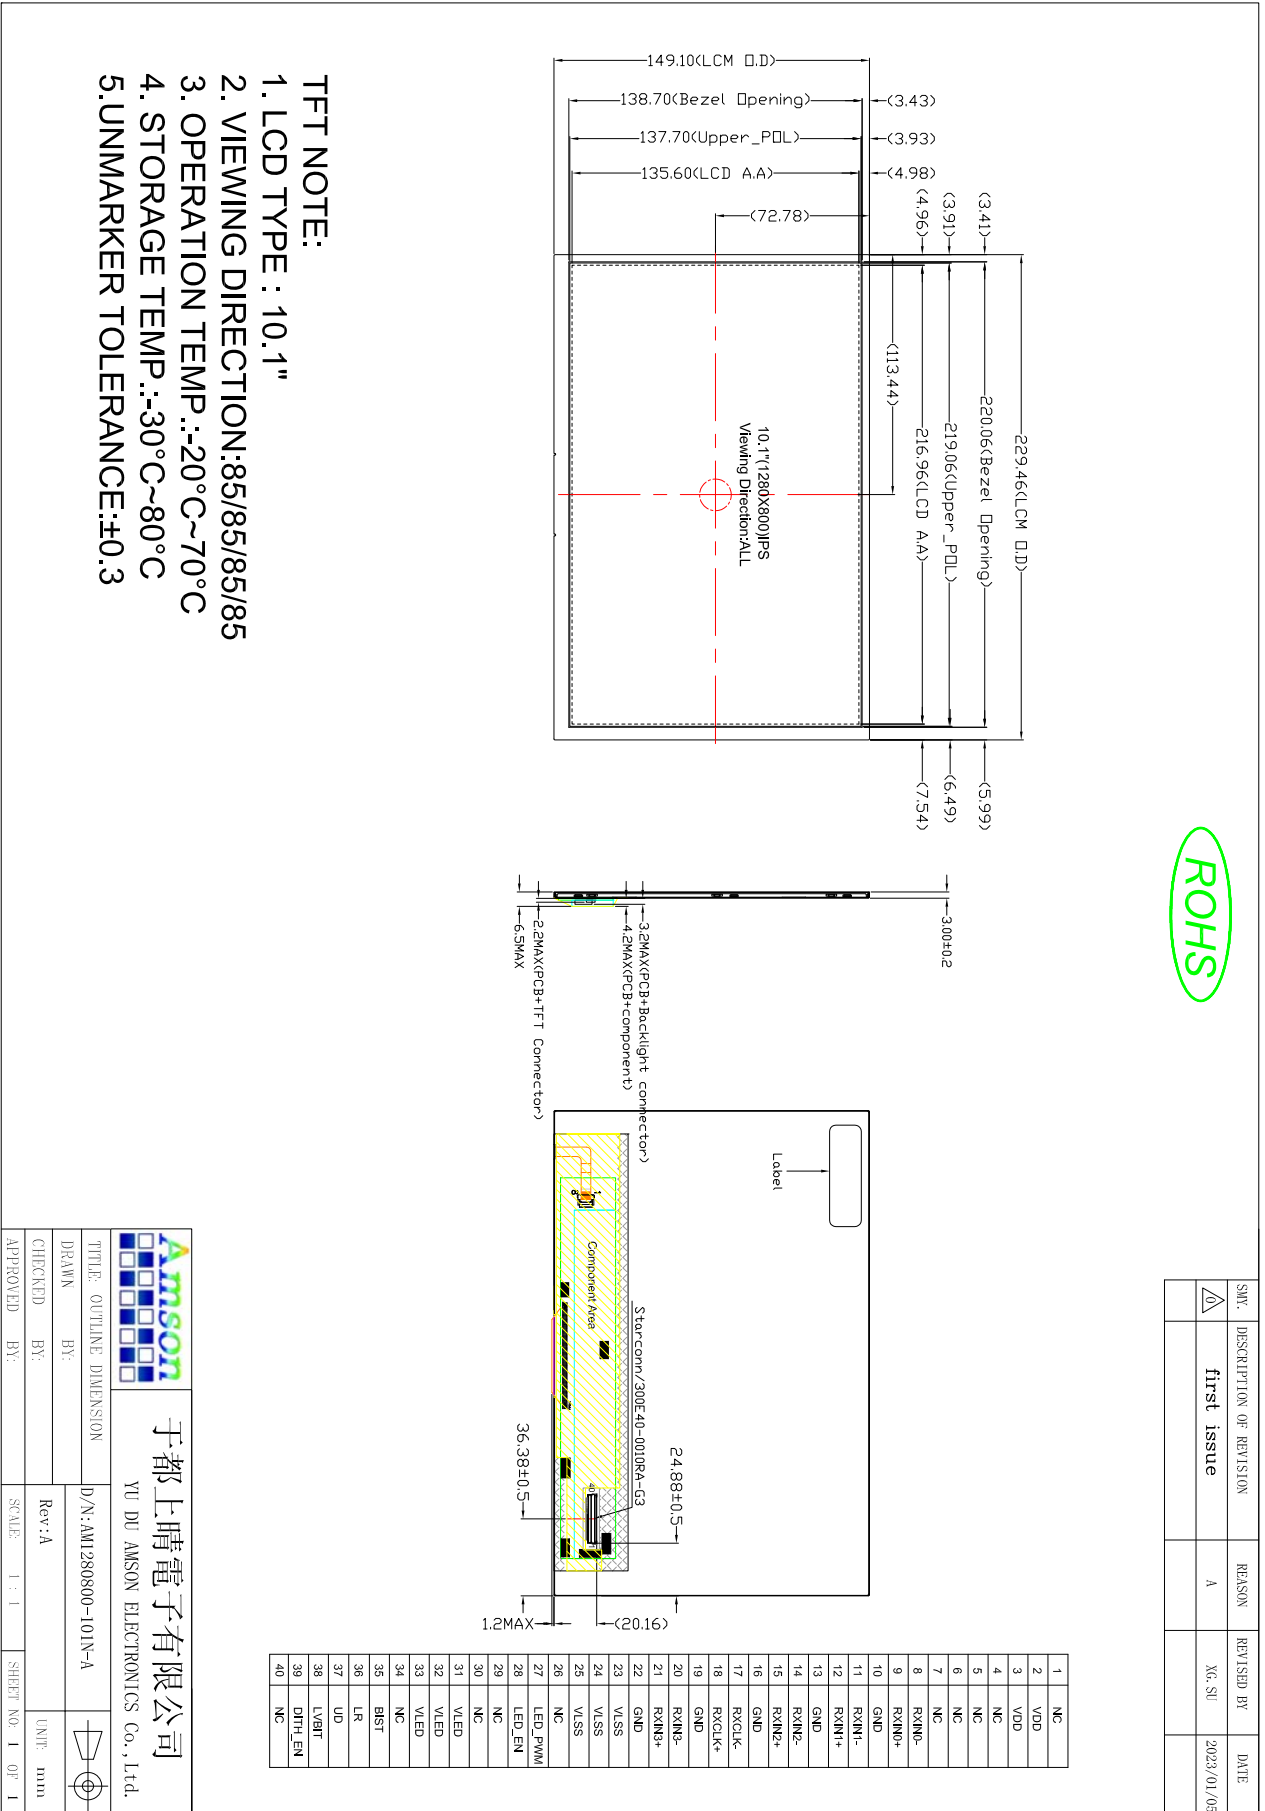 149.10(LCM O.D)
138.70(Bezel Opening)
(3.43)
137.70(Upper_POL)
(3.93)
135.60(LCD A.A)
(4.98)
(72.78)
(3.41)
(3.91)
(4.96)
229.46(LCM O.D)
220.06(Bezel Opening)
219.06(Upper_POL)
216.96(LCD A.A)
(113.44)
(5.99)
(6.49)
(7.54)
10.1"(1280X800)IPS
Viewing Direction:ALL
TFT NOTE:
1. LCD TYPE : 10.1"
2. VIEWING DIRECTION:85/85/85/85
3. OPERATION TEMP.:-20°C~70°C
4. STORAGE TEMP.:-30°C~80°C
5.UNMARKER TOLERANCE:±0.3
ROHS
3.00±0.2
3.2MAX(PCB+Backlight connector)
4.2MAX(PCB+component)
2.2MAX(PCB+TFT Connector)
6.5MAX
Label
Component Area
1
8
40
Starconn/300E40-0010RA-G3
24.88±0.5
36.38±0.5
1.2MAX
(20.16)
SMY. DESCRIPTION OF REVISION REASON REVISED BY DATE
0 first issue A XG.SU 2023/01/05
1 NC
2 VDD
3 VDD
4 NC
5 NC
6 NC
7 NC
8 RXIN0-
9 RXIN0+
10 GND
11 RXIN1-
12 RXIN1+
13 GND
14 RXIN2-
15 RXIN2+
16 GND
17 RXCLK-
18 RXCLK+
19 GND
20 RXIN3-
21 RXIN3+
22 GND
23 VLSS
24 VLSS
25 VLSS
26 NC
27 LED_PWM
28 LED_EN
29 NC
30 NC
31 VLED
32 VLED
33 VLED
34 NC
35 BIST
36 LR
37 UD
38 LVBIT
39 DITH_EN
40 NC
Amson
于都上晴電子有限公司
YU DU AMSON ELECTRONICS Co.,Ltd.
TITLE: OUTLINE DIMENSION
D/N:AM1280800-101N-A
DRAWN BY:
CHECKED BY:
Rev:A
UNIT: mm
APPROVED BY:
SCALE: 1 : 1
SHEET NO: 1 OF 1